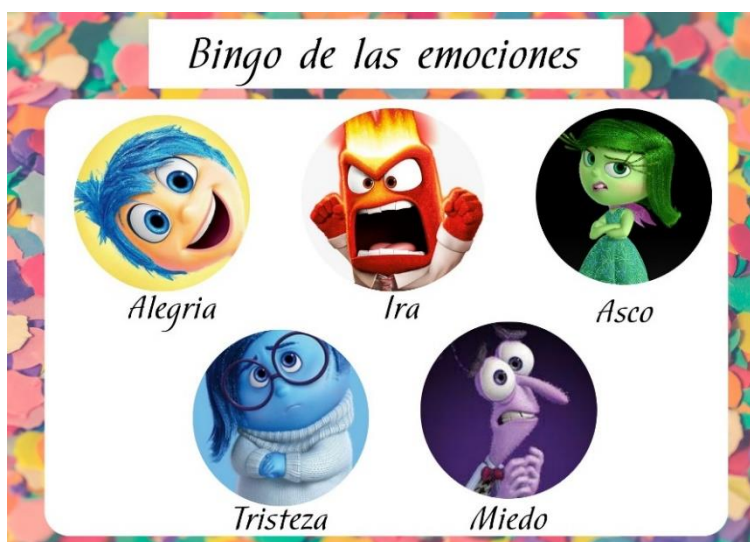 Bingo de las emociones
Alegria
Ira
Asco
Tristeza
Miedo